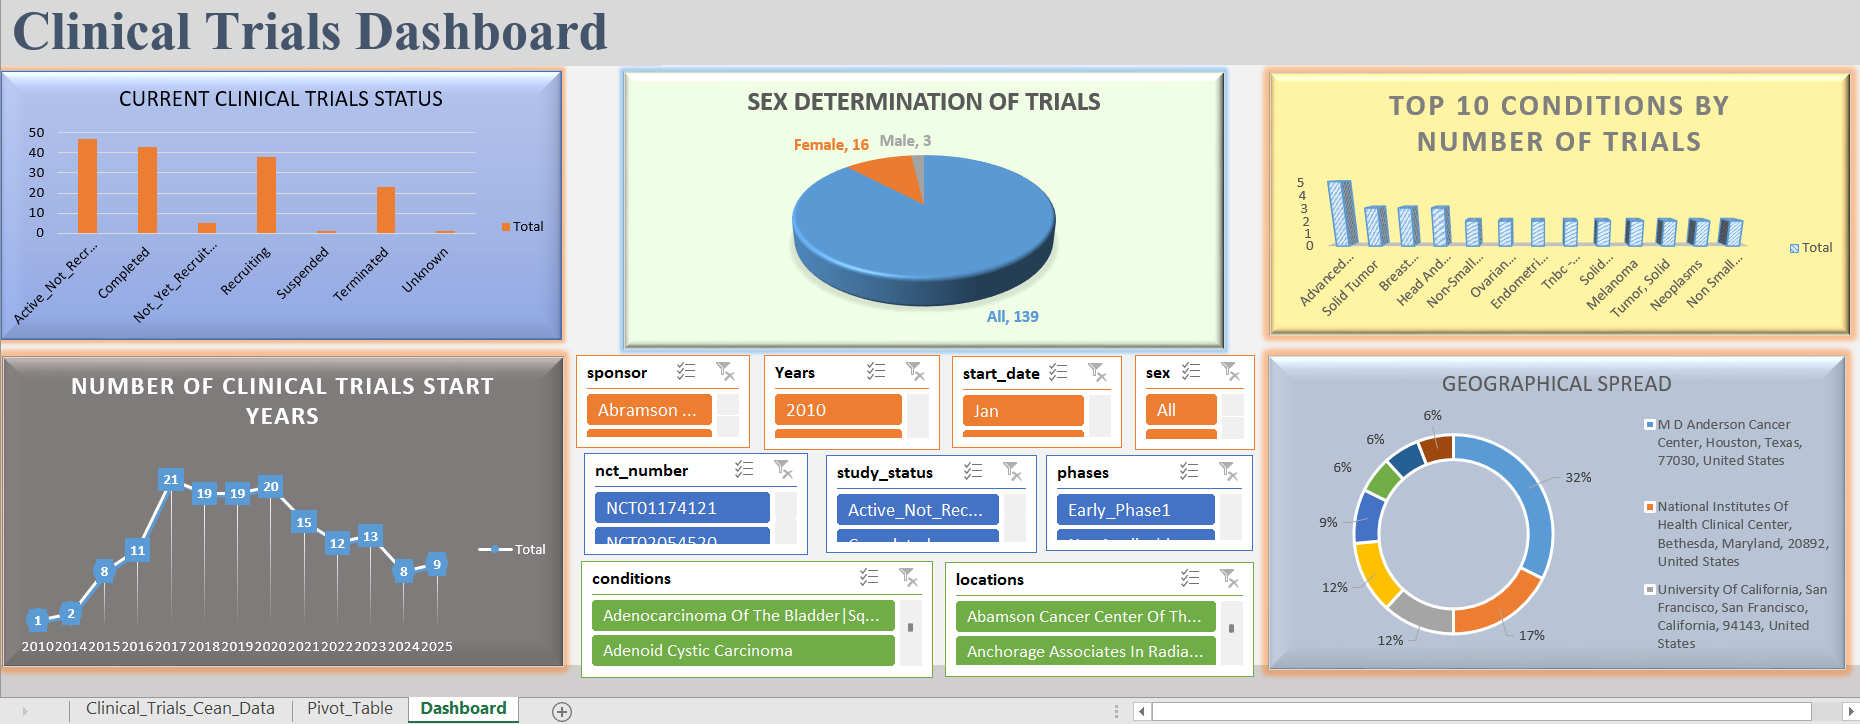 Clinical Trials Dashboard
CURRENT CLINICAL TRIALS STATUS
50
40
30
20
10
0
Active_Not_Recr...
Completed
Not_Yet_Recruit...
Recruiting
Suspended
Terminated
Unknown
Total
SEX DETERMINATION OF TRIALS
Female, 16
Male, 3
All, 139
TOP 10 CONDITIONS BY
NUMBER OF TRIALS
5
4
3
2
1
0
Advanced...
Solid Tumor
Breast...
Head And...
Non-Small...
Ovarian...
Endometri...
Tnbc -...
Solid...
Melanoma
Tumor, Solid
Neoplasms
Non Small...
Total
NUMBER OF CLINICAL TRIALS START
YEARS
1
2
8
11
21
19
19
20
15
12
13
8
9
2010 2014 2015 2016 2017 2018 2019 2020 2021 2022 2023 2024 2025
Total
sponsor
Abramson ...
Years
2010
start_date
Jan
sex
All
nct_number
NCT01174121
NCT02054520
study_status
Active_Not_Rec...
phases
Early_Phase1
conditions
Adenocarcinoma Of The Bladder|Sq...
Adenoid Cystic Carcinoma
locations
Abamson Cancer Center Of Th...
Anchorage Associates In Radia...
GEOGRAPHICAL SPREAD
32%
17%
12%
12%
9%
6%
6%
6%
M D Anderson Cancer
Center, Houston, Texas,
77030, United States
National Institutes Of
Health Clinical Center,
Bethesda, Maryland, 20892,
United States
University Of California, San
Francisco, San Francisco,
California, 94143, United
States
Clinical_Trials_Cean_Data
Pivot_Table
Dashboard